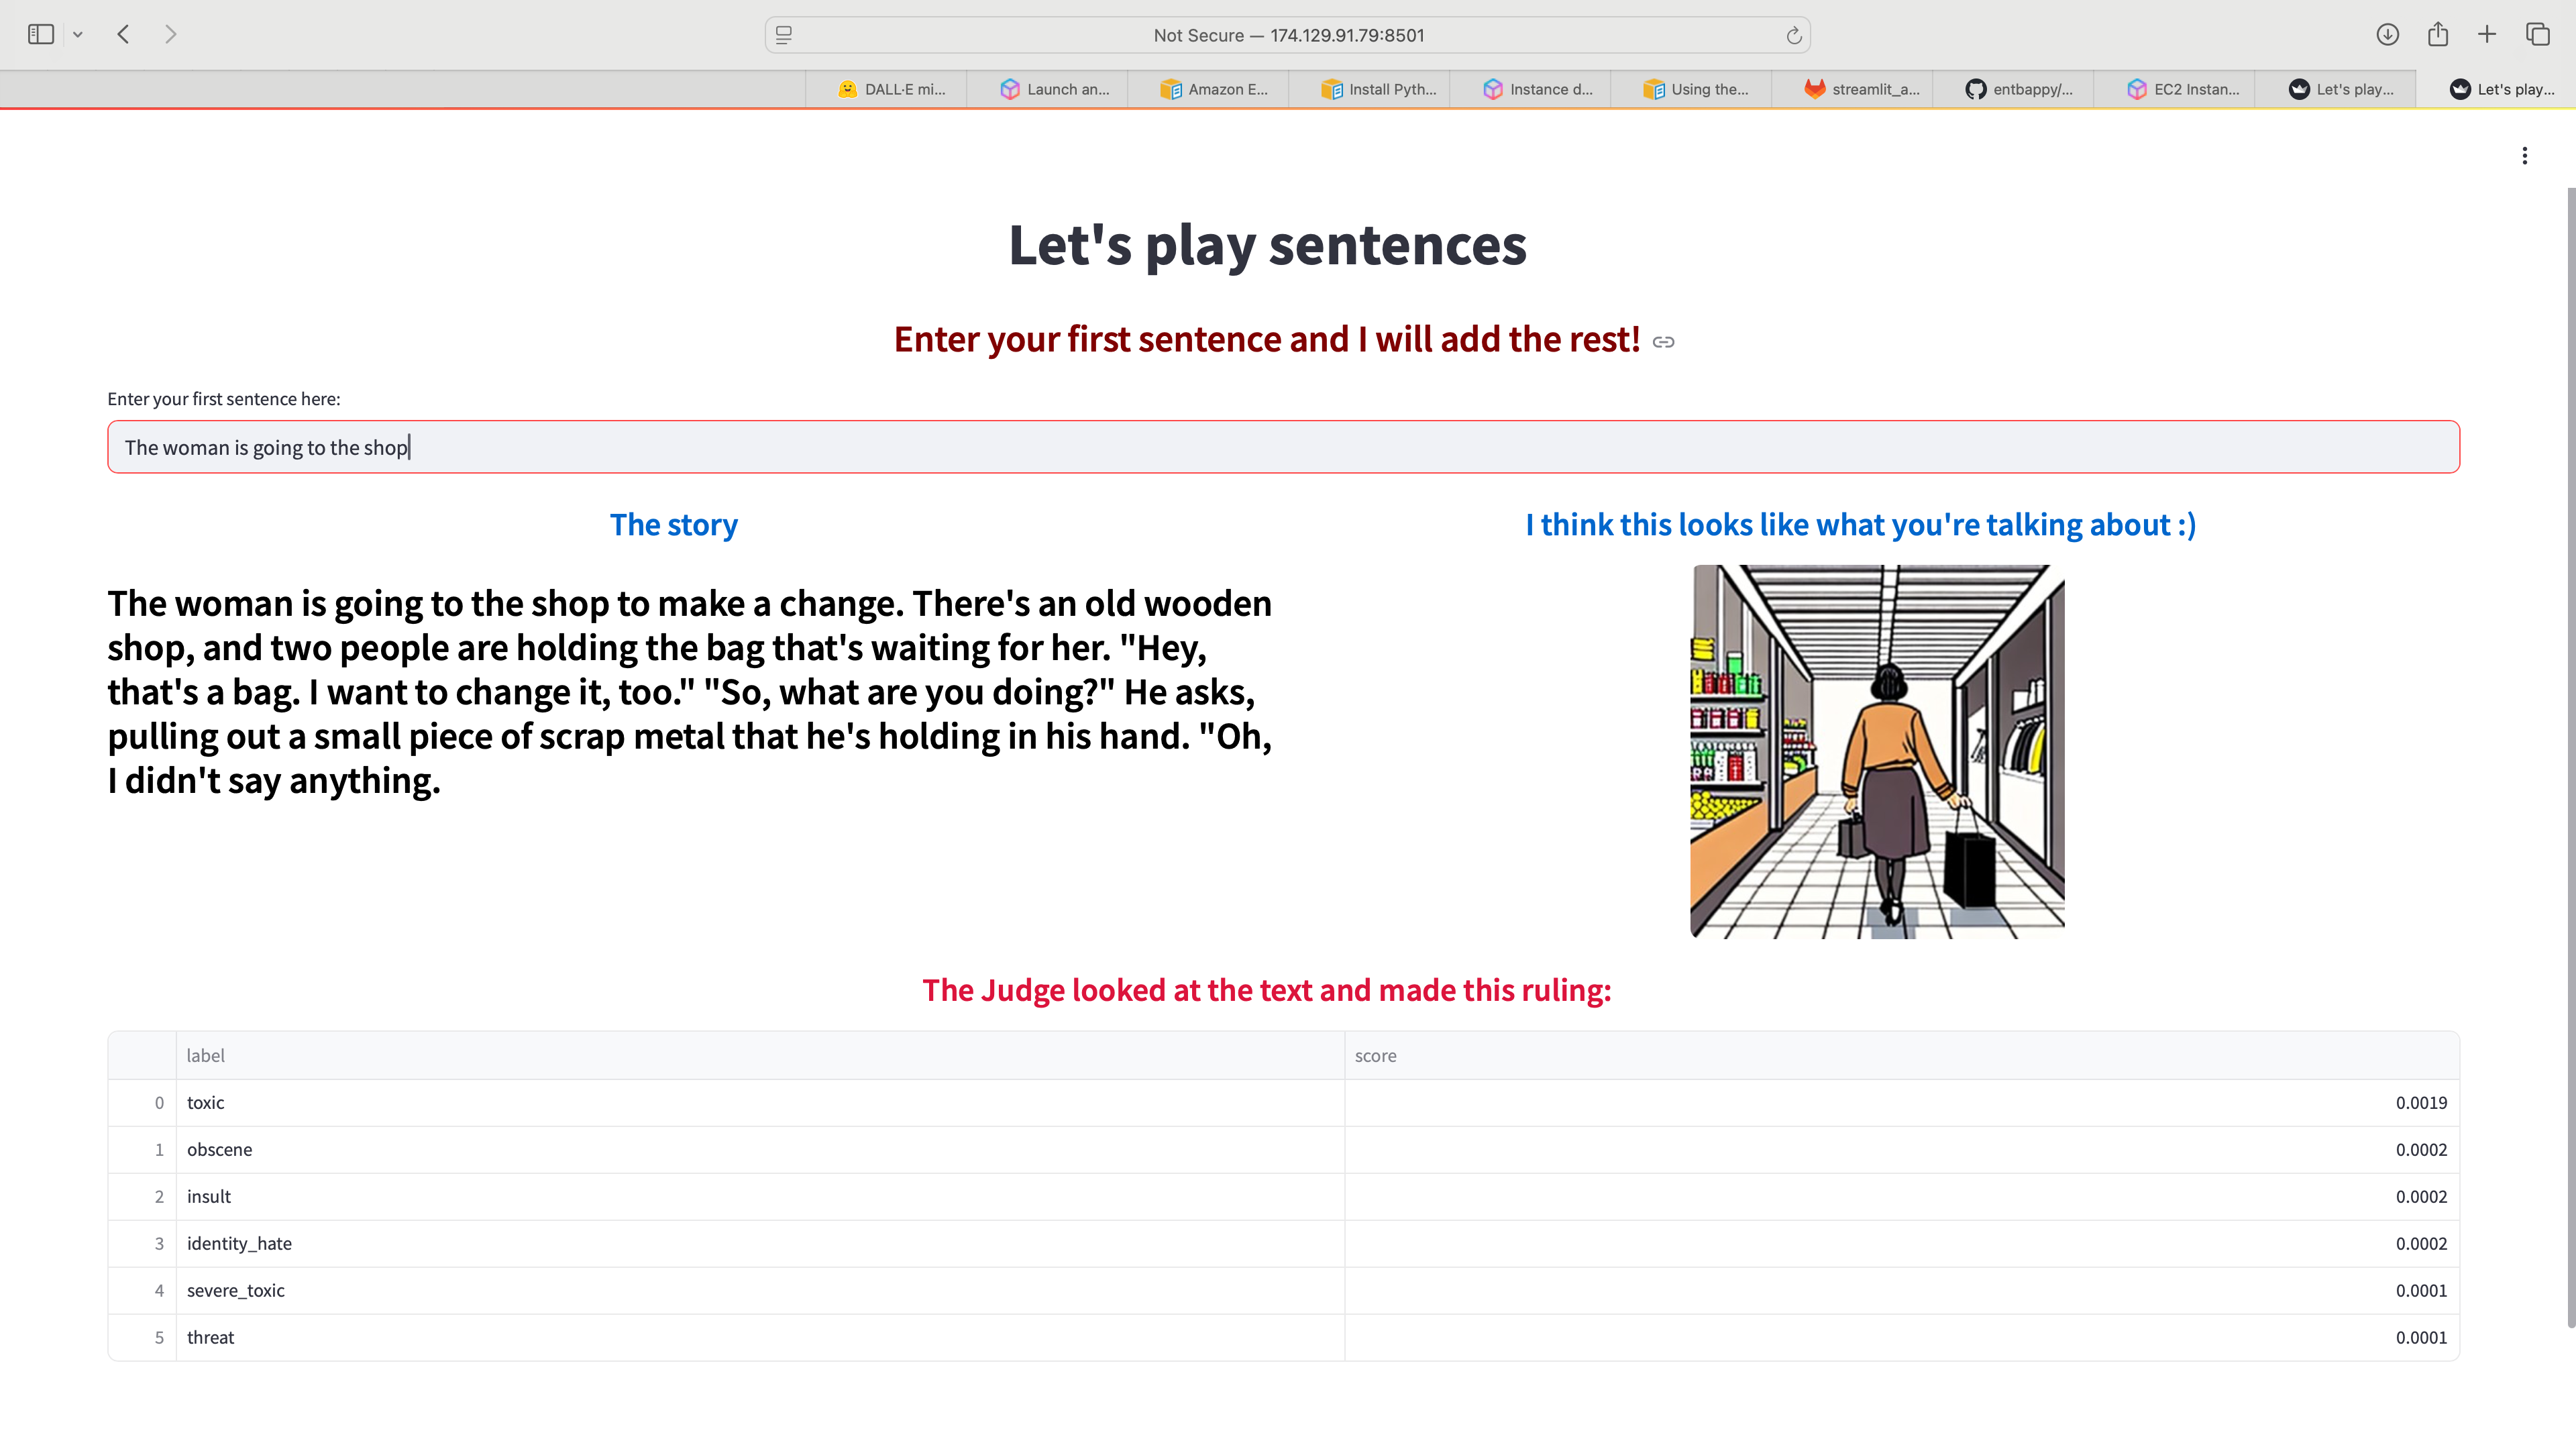 Not Secure — 174.129.91.79:8501
DALL·E mi...
Launch an...
Amazon E...
Install Pyth...
Instance d...
Using the...
streamlit_a...
entbappy/...
EC2 Instan...
Let's play...
Let's play...
Let's play sentences
Enter your first sentence and I will add the rest!
Enter your first sentence here:
The woman is going to the shop
The story
I think this looks like what you're talking about :)
The woman is going to the shop to make a change. There's an old wooden
shop, and two people are holding the bag that's waiting for her. "Hey,
that's a bag. I want to change it, too." "So, what are you doing?" He asks,
pulling out a small piece of scrap metal that he's holding in his hand. "Oh,
I didn't say anything.
The Judge looked at the text and made this ruling:
label score
0 toxic 0.0019
1 obscene 0.0002
2 insult 0.0002
3 identity_hate 0.0002
4 severe_toxic 0.0001
5 threat 0.0001